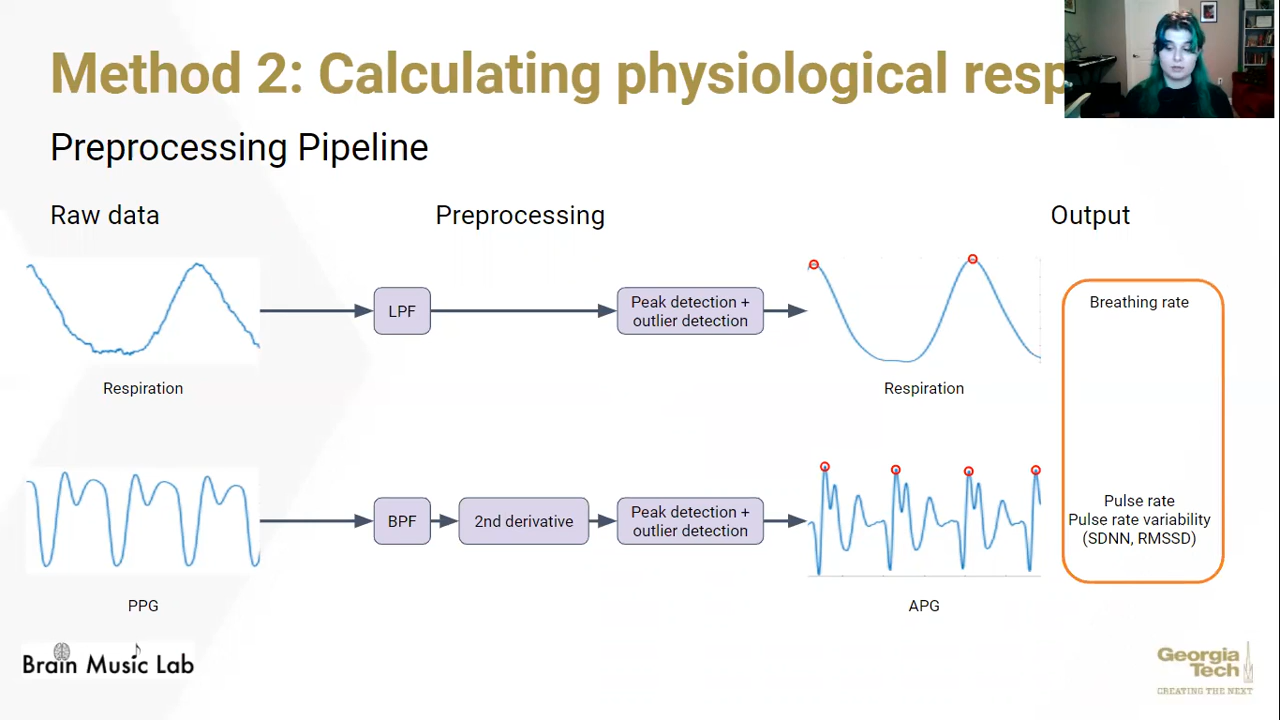 Method 2: Calculating physiological resp
Preprocessing Pipeline
Raw data
Preprocessing
Output
LPF
Peak detection +
outlier detection
Breathing rate
Respiration
Respiration
BPF
2nd derivative
Peak detection +
outlier detection
Pulse rate
Pulse rate variability
(SDNN, RMSSD)
PPG
APG
Brain Music Lab
Georgia
Tech
CREATING THE NEXT